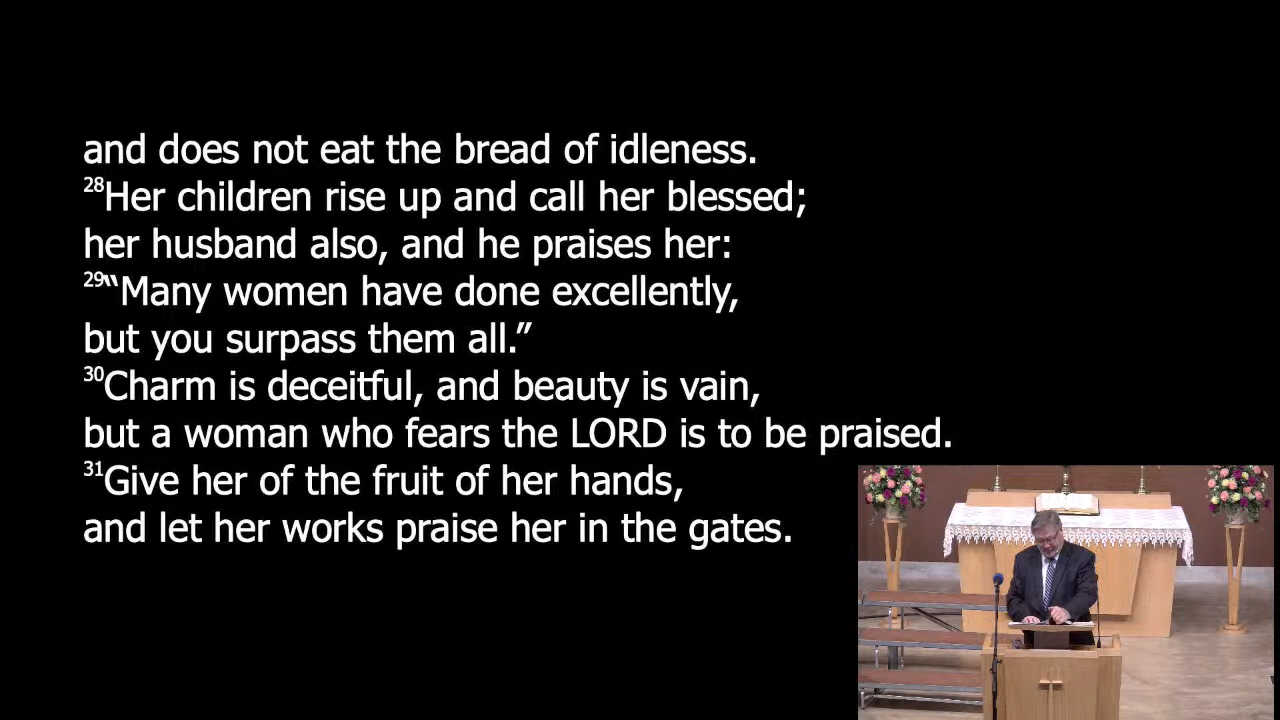 and does not eat the bread of idleness.
28Her children rise up and call her blessed;
her husband also, and he praises her:
29“Many women have done excellently,
but you surpass them all.”
30Charm is deceitful, and beauty is vain,
but a woman who fears the LORD is to be praised.
31Give her of the fruit of her hands,
and let her works praise her in the gates.